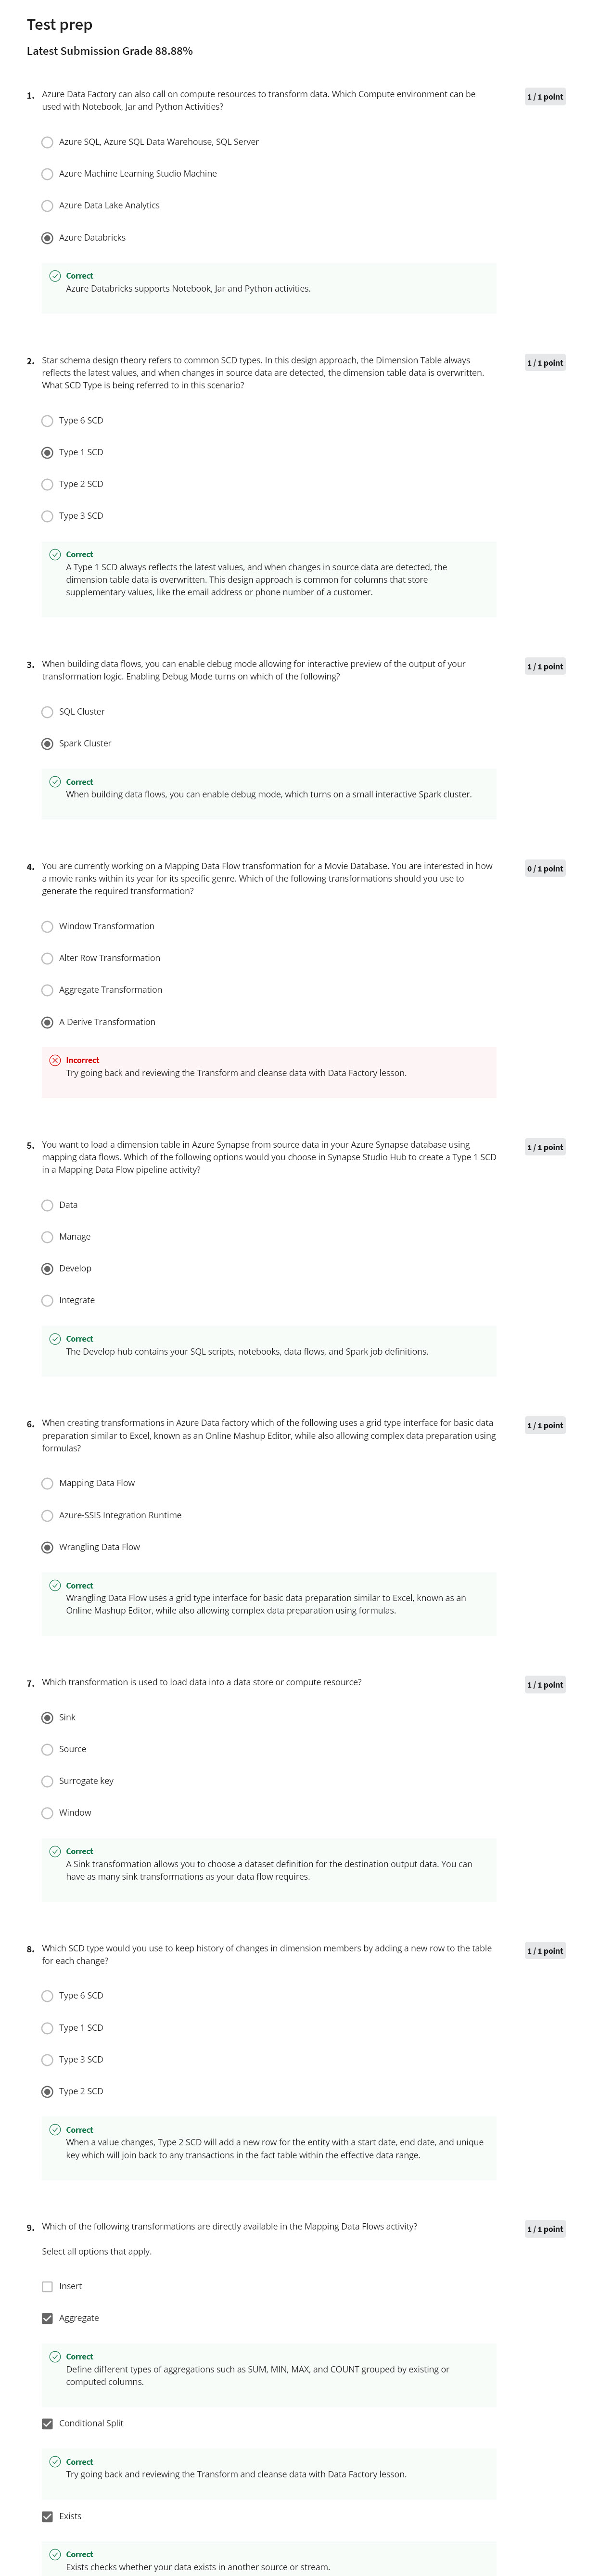 Test prep
Latest Submission Grade 88.88%
1. Azure Data Factory can also call on compute resources to transform data. Which Compute environment can be
used with Notebook, Jar and Python Activities?
1 / 1 point
Azure SQL, Azure SQL Data Warehouse, SQL Server
Azure Machine Learning Studio Machine
Azure Data Lake Analytics
Azure Databricks
Correct
Azure Databricks supports Notebook, Jar and Python activities.
2. Star schema design theory refers to common SCD types. In this design approach, the Dimension Table always
reflects the latest values, and when changes in source data are detected, the dimension table data is overwritten.
What SCD Type is being referred to in this scenario?
1 / 1 point
Type 6 SCD
Type 1 SCD
Type 2 SCD
Type 3 SCD
Correct
A Type 1 SCD always reflects the latest values, and when changes in source data are detected, the
dimension table data is overwritten. This design approach is common for columns that store
supplementary values, like the email address or phone number of a customer.
3. When building data flows, you can enable debug mode allowing for interactive preview of the output of your
transformation logic. Enabling Debug Mode turns on which of the following?
1 / 1 point
SQL Cluster
Spark Cluster
Correct
When building data flows, you can enable debug mode, which turns on a small interactive Spark cluster.
4. You are currently working on a Mapping Data Flow transformation for a Movie Database. You are interested in how
a movie ranks within its year for its specific genre. Which of the following transformations should you use to
generate the required transformation?
0 / 1 point
Window Transformation
Alter Row Transformation
Aggregate Transformation
A Derive Transformation
Incorrect
Try going back and reviewing the Transform and cleanse data with Data Factory lesson.
5. You want to load a dimension table in Azure Synapse from source data in your Azure Synapse database using
mapping data flows. Which of the following options would you choose in Synapse Studio Hub to create a Type 1 SCD
in a Mapping Data Flow pipeline activity?
1 / 1 point
Data
Manage
Develop
Integrate
Correct
The Develop hub contains your SQL scripts, notebooks, data flows, and Spark job definitions.
6. When creating transformations in Azure Data factory which of the following uses a grid type interface for basic data
preparation similar to Excel, known as an Online Mashup Editor, while also allowing complex data preparation using
formulas?
1 / 1 point
Mapping Data Flow
Azure-SSIS Integration Runtime
Wrangling Data Flow
Correct
Wrangling Data Flow uses a grid type interface for basic data preparation similar to Excel, known as an
Online Mashup Editor, while also allowing complex data preparation using formulas.
7. Which transformation is used to load data into a data store or compute resource?
1 / 1 point
Sink
Source
Surrogate key
Window
Correct
A Sink transformation allows you to choose a dataset definition for the destination output data. You can
have as many sink transformations as your data flow requires.
8. Which SCD type would you use to keep history of changes in dimension members by adding a new row to the table
for each change?
1 / 1 point
Type 6 SCD
Type 1 SCD
Type 3 SCD
Type 2 SCD
Correct
When a value changes, Type 2 SCD will add a new row for the entity with a start date, end date, and unique
key which will join back to any transactions in the fact table within the effective data range.
9. Which of the following transformations are directly available in the Mapping Data Flows activity?
1 / 1 point
Select all options that apply.
Insert
Aggregate
Correct
Define different types of aggregations such as SUM, MIN, MAX, and COUNT grouped by existing or
computed columns.
Conditional Split
Correct
Try going back and reviewing the Transform and cleanse data with Data Factory lesson.
Exists
Correct
Exists checks whether your data exists in another source or stream.